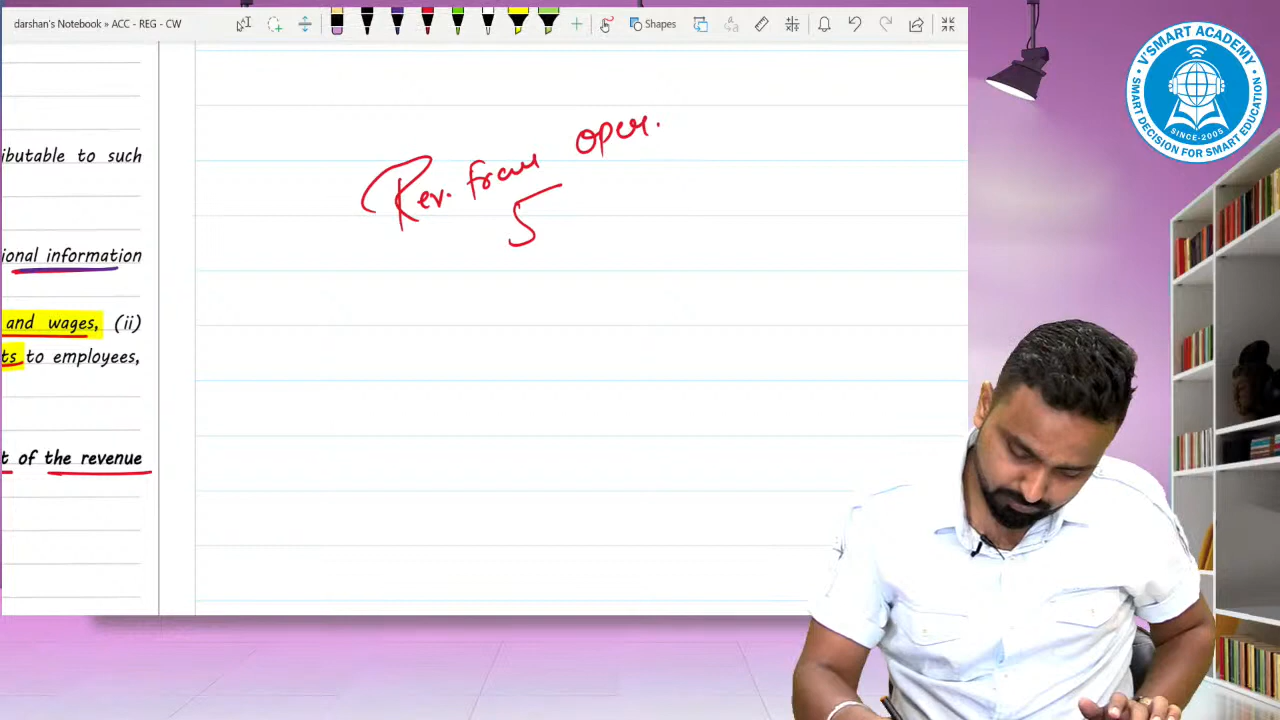 darshan's Notebook » ACC - REG - CW
Shapes
ibutable to such
ional information
and wages, (ii)
ts to employees,
t of the revenue
Rev. from oper.
5
V'SMART ACADEMY
SINCE-2005
SMART DECISION FOR SMART EDUCATION